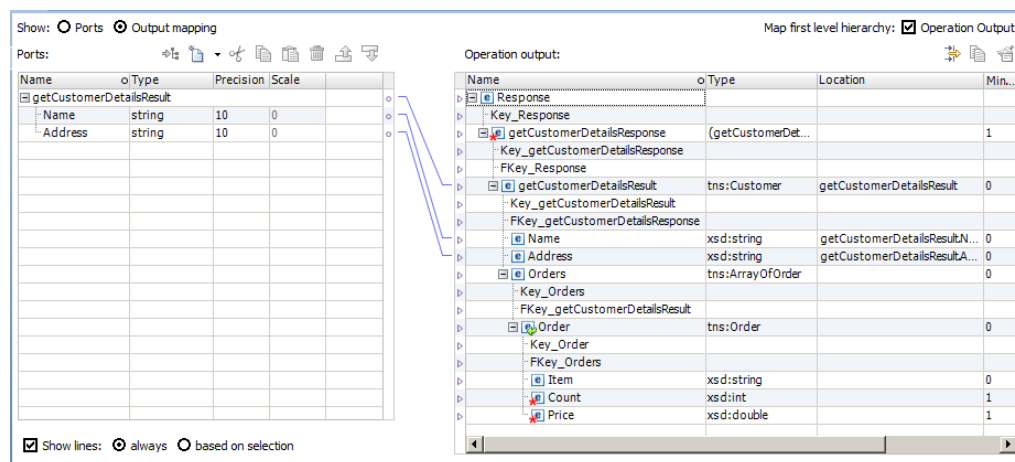 Show: Ports Output mapping Map first level hierarchy: Operation Output
Ports: Operation output:
Name Type Precision Scale
getCustomerDetailsResult
Name string 10 0
Address string 10 0
Name Type Location Min...
Response
Key_Response
getCustomerDetailsResponse (getCustomerDet... 1
Key_getCustomerDetailsResponse
FKey_Response
getCustomerDetailsResult tns:Customer getCustomerDetailsResult 0
Key_getCustomerDetailsResult
FKey_getCustomerDetailsResponse
Name xsd:string getCustomerDetailsResult.N... 0
Address xsd:string getCustomerDetailsResult.A... 0
Orders tns:ArrayOfOrder 0
Key_Orders
FKey_getCustomerDetailsResult
Order tns:Order 0
Key_Order
FKey_Orders
Item xsd:string 0
Count xsd:int 1
Price xsd:double 1
Show lines: always based on selection